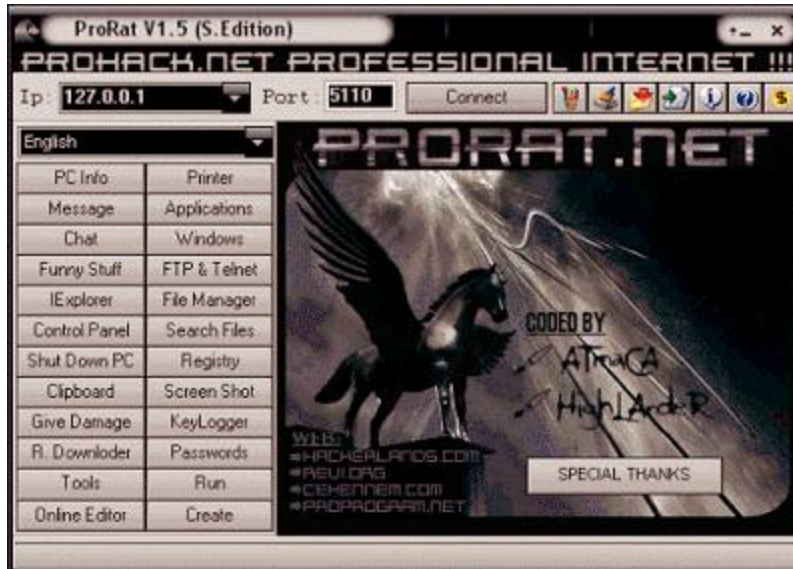 ProRat V1.5 (S.Edition)
PROHACK.NET PROFESSIONAL INTERNET !!!
Ip: 127.0.0.1 Port: 5110 Connect
English
PRORAT.NET
PC Info Printer
Message Applications
Chat Windows
Funny Stuff FTP & Telnet
IExplorer File Manager
Control Panel Search Files
Shut Down PC Registry
Clipboard Screen Shot
Give Damage KeyLogger
R. Downloder Passwords
Tools Run
Online Editor Create
CODED BY
ATmaCA
HighLAndeR
WEB:
HACKERLANDS.COM
REVI.ORG
CEHENNEM.COM
PROPROGRAM.NET
SPECIAL THANKS